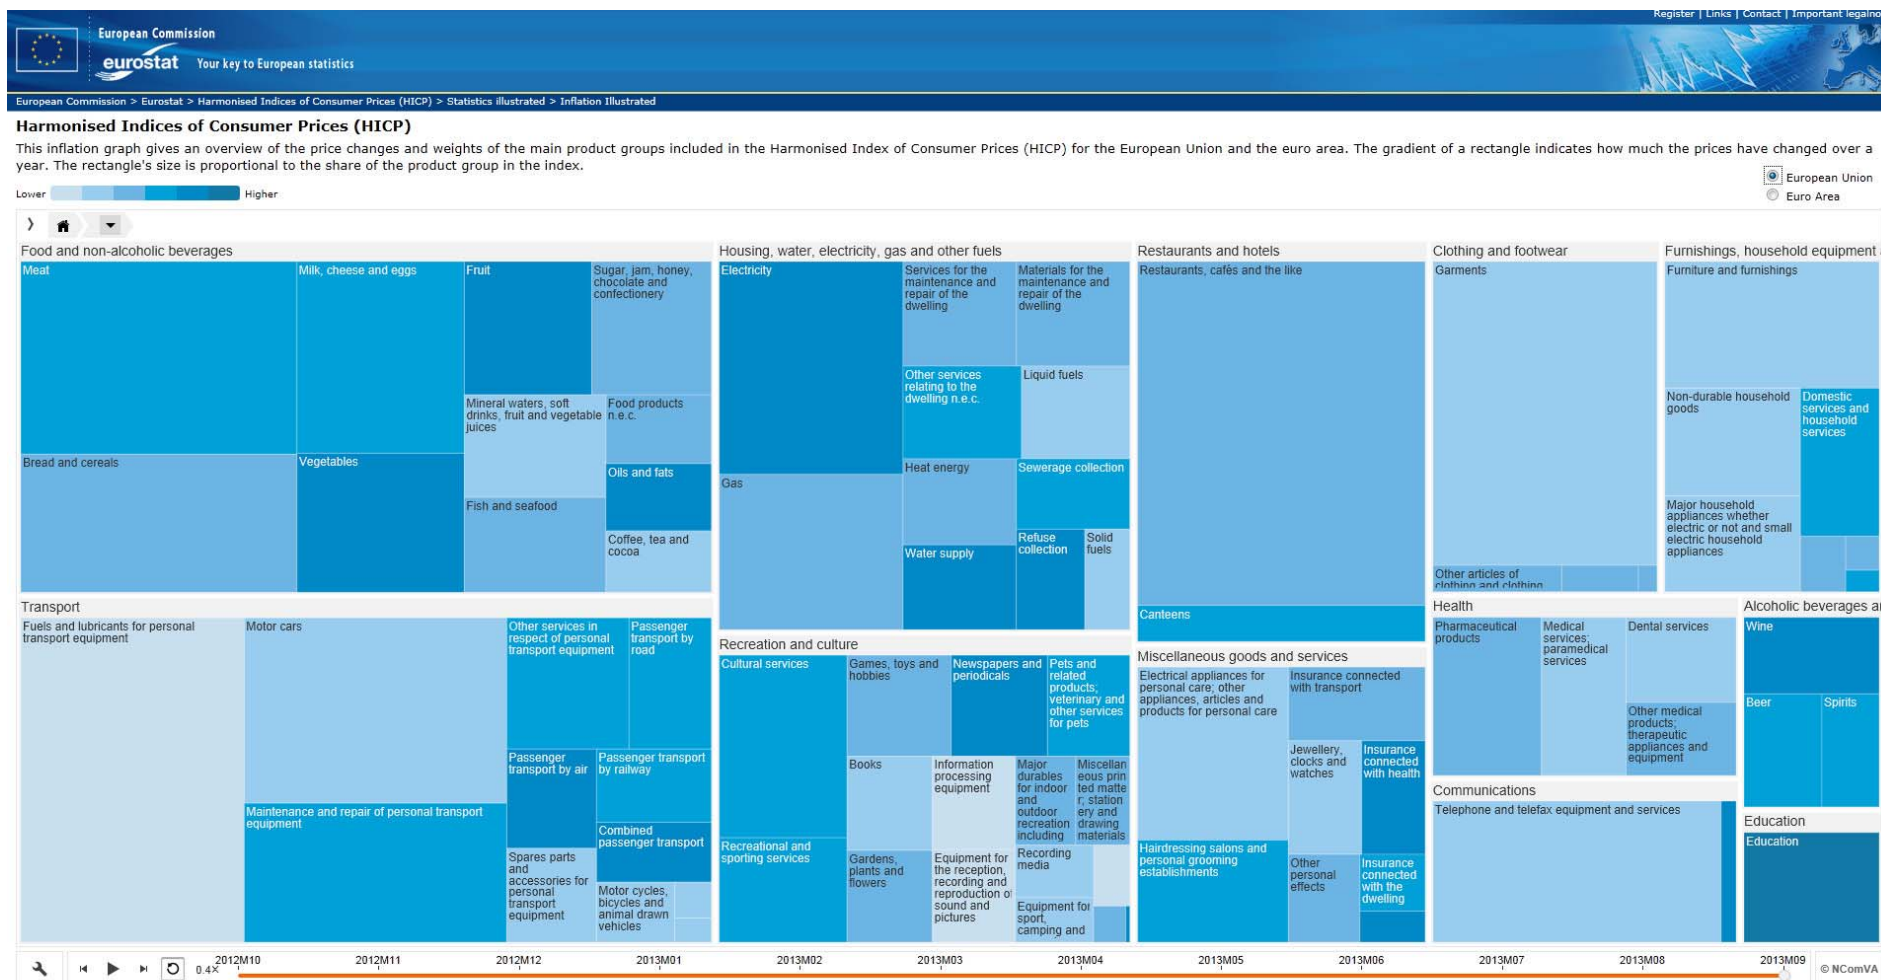 Register | Links | Contact | Important legalno
European Commission
eurostat Your key to European statistics
European Commission > Eurostat > Harmonised Indices of Consumer Prices (HICP) > Statistics illustrated > Inflation Illustrated
Harmonised Indices of Consumer Prices (HICP)
This inflation graph gives an overview of the price changes and weights of the main product groups included in the Harmonised Index of Consumer Prices (HICP) for the European Union and the euro area. The gradient of a rectangle indicates how much the prices have changed over a
year. The rectangle's size is proportional to the share of the product group in the index.
European Union
Lower
Higher
Euro Area
Food and non-alcoholic beverages
Meat
Milk, cheese and eggs
Fruit
Sugar, jam, honey,
chocolate and
confectionery
Mineral waters, soft
drinks, fruit and vegetable
juices
Food products
n.e.c.
Bread and cereals
Vegetables
Oils and fats
Fish and seafood
Coffee, tea and
cocoa
Housing, water, electricity, gas and other fuels
Electricity
Services for the
maintenance and
repair of the
dwelling
Materials for the
maintenance and
repair of the
dwelling
Other services
relating to the
dwelling n.e.c.
Liquid fuels
Gas
Heat energy
Sewerage collection
Water supply
Refuse
collection
Solid
fuels
Restaurants and hotels
Restaurants, cafés and the like
Canteens
Clothing and footwear
Garments
Other articles of
clothing and clothing
Furnishings, household equipment
Furniture and furnishings
Non-durable household
goods
Domestic
services and
household
services
Major household
appliances whether
electric or not and small
electric household
appliances
Transport
Fuels and lubricants for personal
transport equipment
Motor cars
Other services in
respect of personal
transport equipment
Passenger
transport by
road
Passenger
transport by air
Passenger transport
by railway
Maintenance and repair of personal transport
equipment
Combined
passenger transport
Spares parts
and
accessories for
personal
transport
equipment
Motor cycles,
bicycles and
animal drawn
vehicles
Recreation and culture
Cultural services
Games, toys and
hobbies
Newspapers and
periodicals
Pets and
related
products;
veterinary and
other services
for pets
Books
Information
processing
equipment
Major
durables
for indoor
and
outdoor
recreation
including
Miscellan
eous prin
ted matte
r; station
ery and
drawing
materials
Recreational and
sporting services
Gardens,
plants and
flowers
Equipment for
the reception,
recording and
reproduction of
sound and
pictures
Recording
media
Equipment for
sport,
camping and
Miscellaneous goods and services
Electrical appliances for
personal care; other
appliances, articles and
products for personal care
Insurance connected
with transport
Jewellery,
clocks and
watches
Insurance
connected
with health
Hairdressing salons and
personal grooming
establishments
Other
personal
effects
Insurance
connected
with the
dwelling
Health
Pharmaceutical
products
Medical
services;
paramedical
services
Dental services
Other medical
products;
therapeutic
appliances and
equipment
Communications
Telephone and telefax equipment and services
Alcoholic beverages a
Wine
Beer
Spirits
Education
Education
0.4×
2012M10
2012M11
2012M12
2013M01
2013M02
2013M03
2013M04
2013M05
2013M06
2013M07
2013M08
2013M09
© NComVA